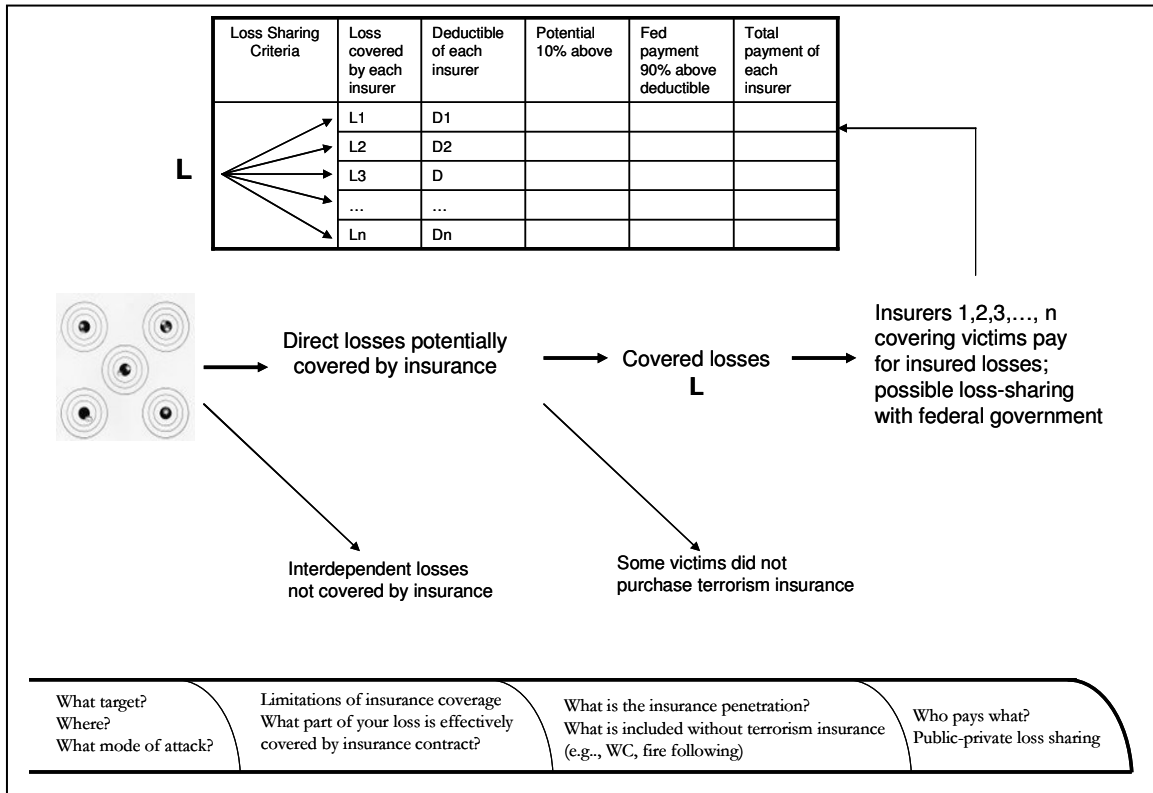 Loss Sharing
Criteria
Loss
covered
by each
insurer
Deductible
of each
insurer
Potential
10% above
Fed
payment
90% above
deductible
Total
payment of
each
insurer
L
L1
D1
L2
D2
L3
D
...
...
Ln
Dn
Direct losses potentially
covered by insurance
Covered losses
L
Insurers 1,2,3,..., n
covering victims pay
for insured losses;
possible loss-sharing
with federal government
Interdependent losses
not covered by insurance
Some victims did not
purchase terrorism insurance
What target?
Where?
What mode of attack?
Limitations of insurance coverage
What part of your loss is effectively
covered by insurance contract?
What is the insurance penetration?
What is included without terrorism insurance
(e.g.., WC, fire following)
Who pays what?
Public-private loss sharing